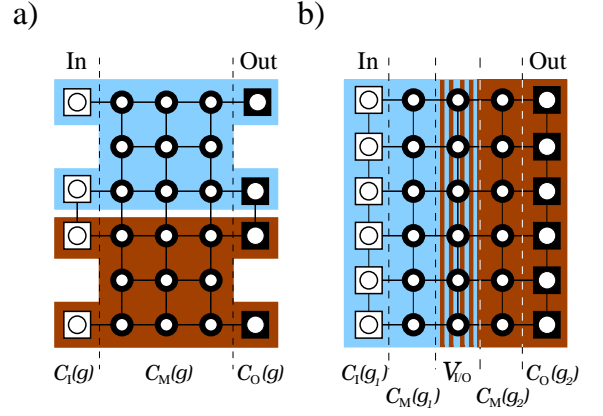 a)
In Out
C_I(g) C_M(g) C_O(g)
b)
In Out
C_I(g_1) V_I/O C_O(g_2)
C_M(g_1) C_M(g_2)